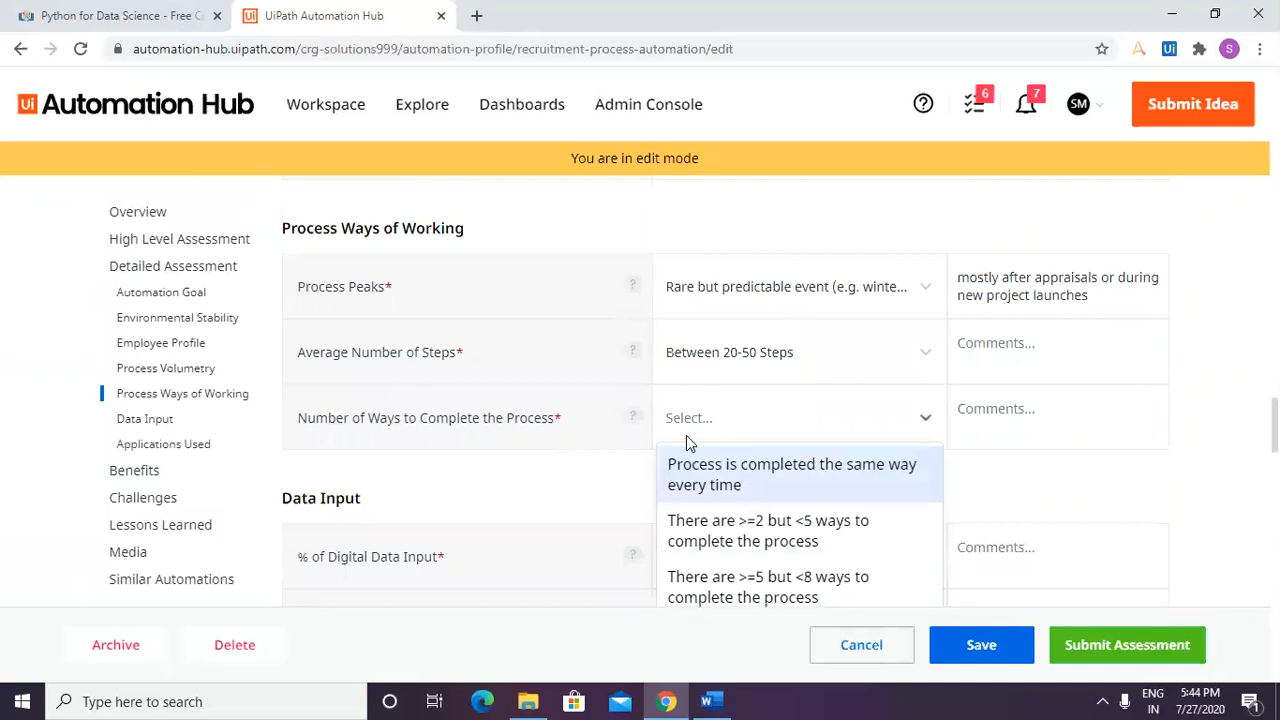 Python for Data Science - Free C
UiPath Automation Hub
automation-hub.uipath.com/crg-solutions999/automation-profile/recruitment-process-automation/edit
S
Ui Automation Hub
Workspace
Explore
Dashboards
Admin Console
6
7
SM
Submit Idea
You are in edit mode
Overview
High Level Assessment
Detailed Assessment
Automation Goal
Environmental Stability
Employee Profile
Process Volumetry
Process Ways of Working
Data Input
Applications Used
Benefits
Challenges
Lessons Learned
Media
Similar Automations
Process Ways of Working
Process Peaks*
?
Rare but predictable event (e.g. winte...
mostly after appraisals or during
new project launches
Average Number of Steps*
?
Between 20-50 Steps
Comments...
Number of Ways to Complete the Process*
?
Select...
Comments...
Process is completed the same way
every time
There are >=2 but <5 ways to
complete the process
There are >=5 but <8 ways to
complete the process
Data Input
% of Digital Data Input*
?
Comments...
Archive
Delete
Cancel
Save
Submit Assessment
Type here to search
ENG
IN
5:44 PM
7/27/2020
1